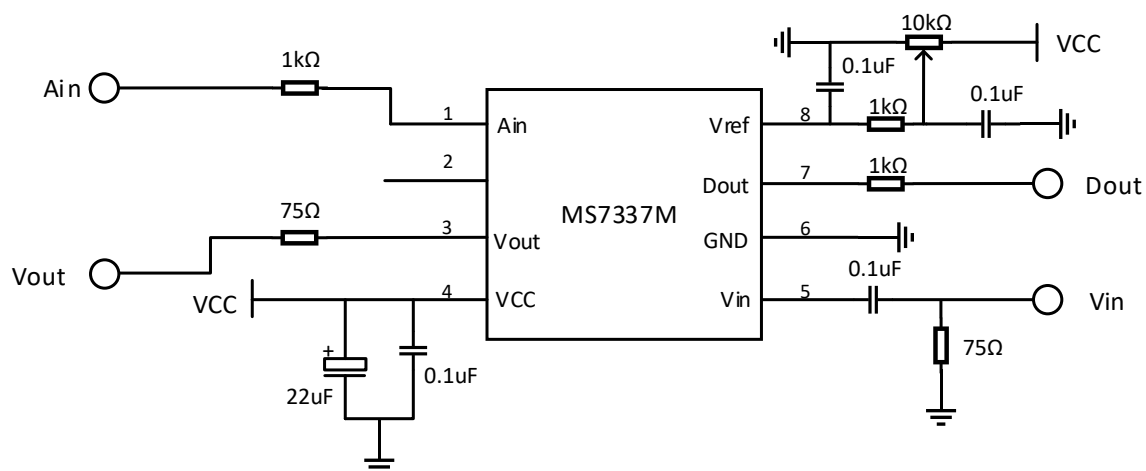 10kΩ
VCC
0.1uF
1kΩ
0.1uF
Ain
1kΩ
1
Ain
Vref
8
2
Dout
7
1kΩ
Dout
MS7337M
75Ω
3
Vout
GND
6
Vout
0.1uF
VCC
4
VCC
Vin
5
Vin
+
22uF
0.1uF
75Ω